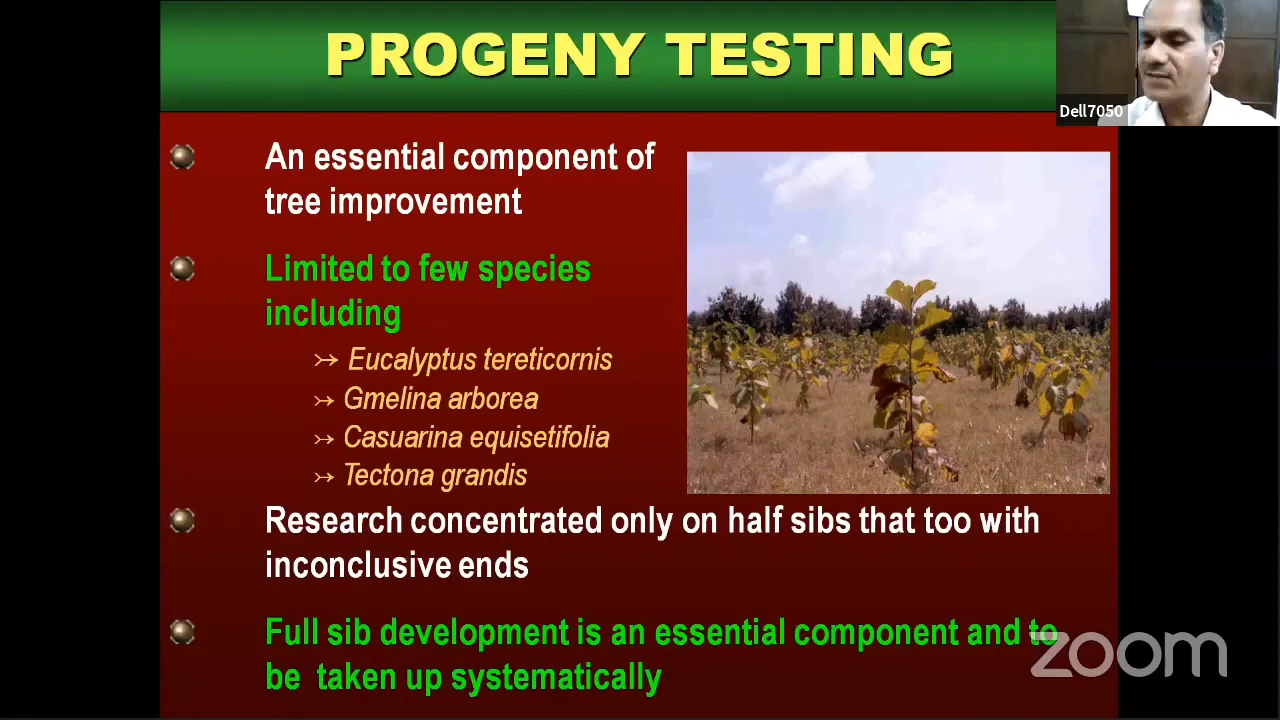 PROGENY TESTING
Dell7050
An essential component of
tree improvement
Limited to few species
including
↣ Eucalyptus tereticornis
↣ Gmelina arborea
↣ Casuarina equisetifolia
↣ Tectona grandis
Research concentrated only on half sibs that too with
inconclusive ends
Full sib development is an essential component and to
be taken up systematically
zoom